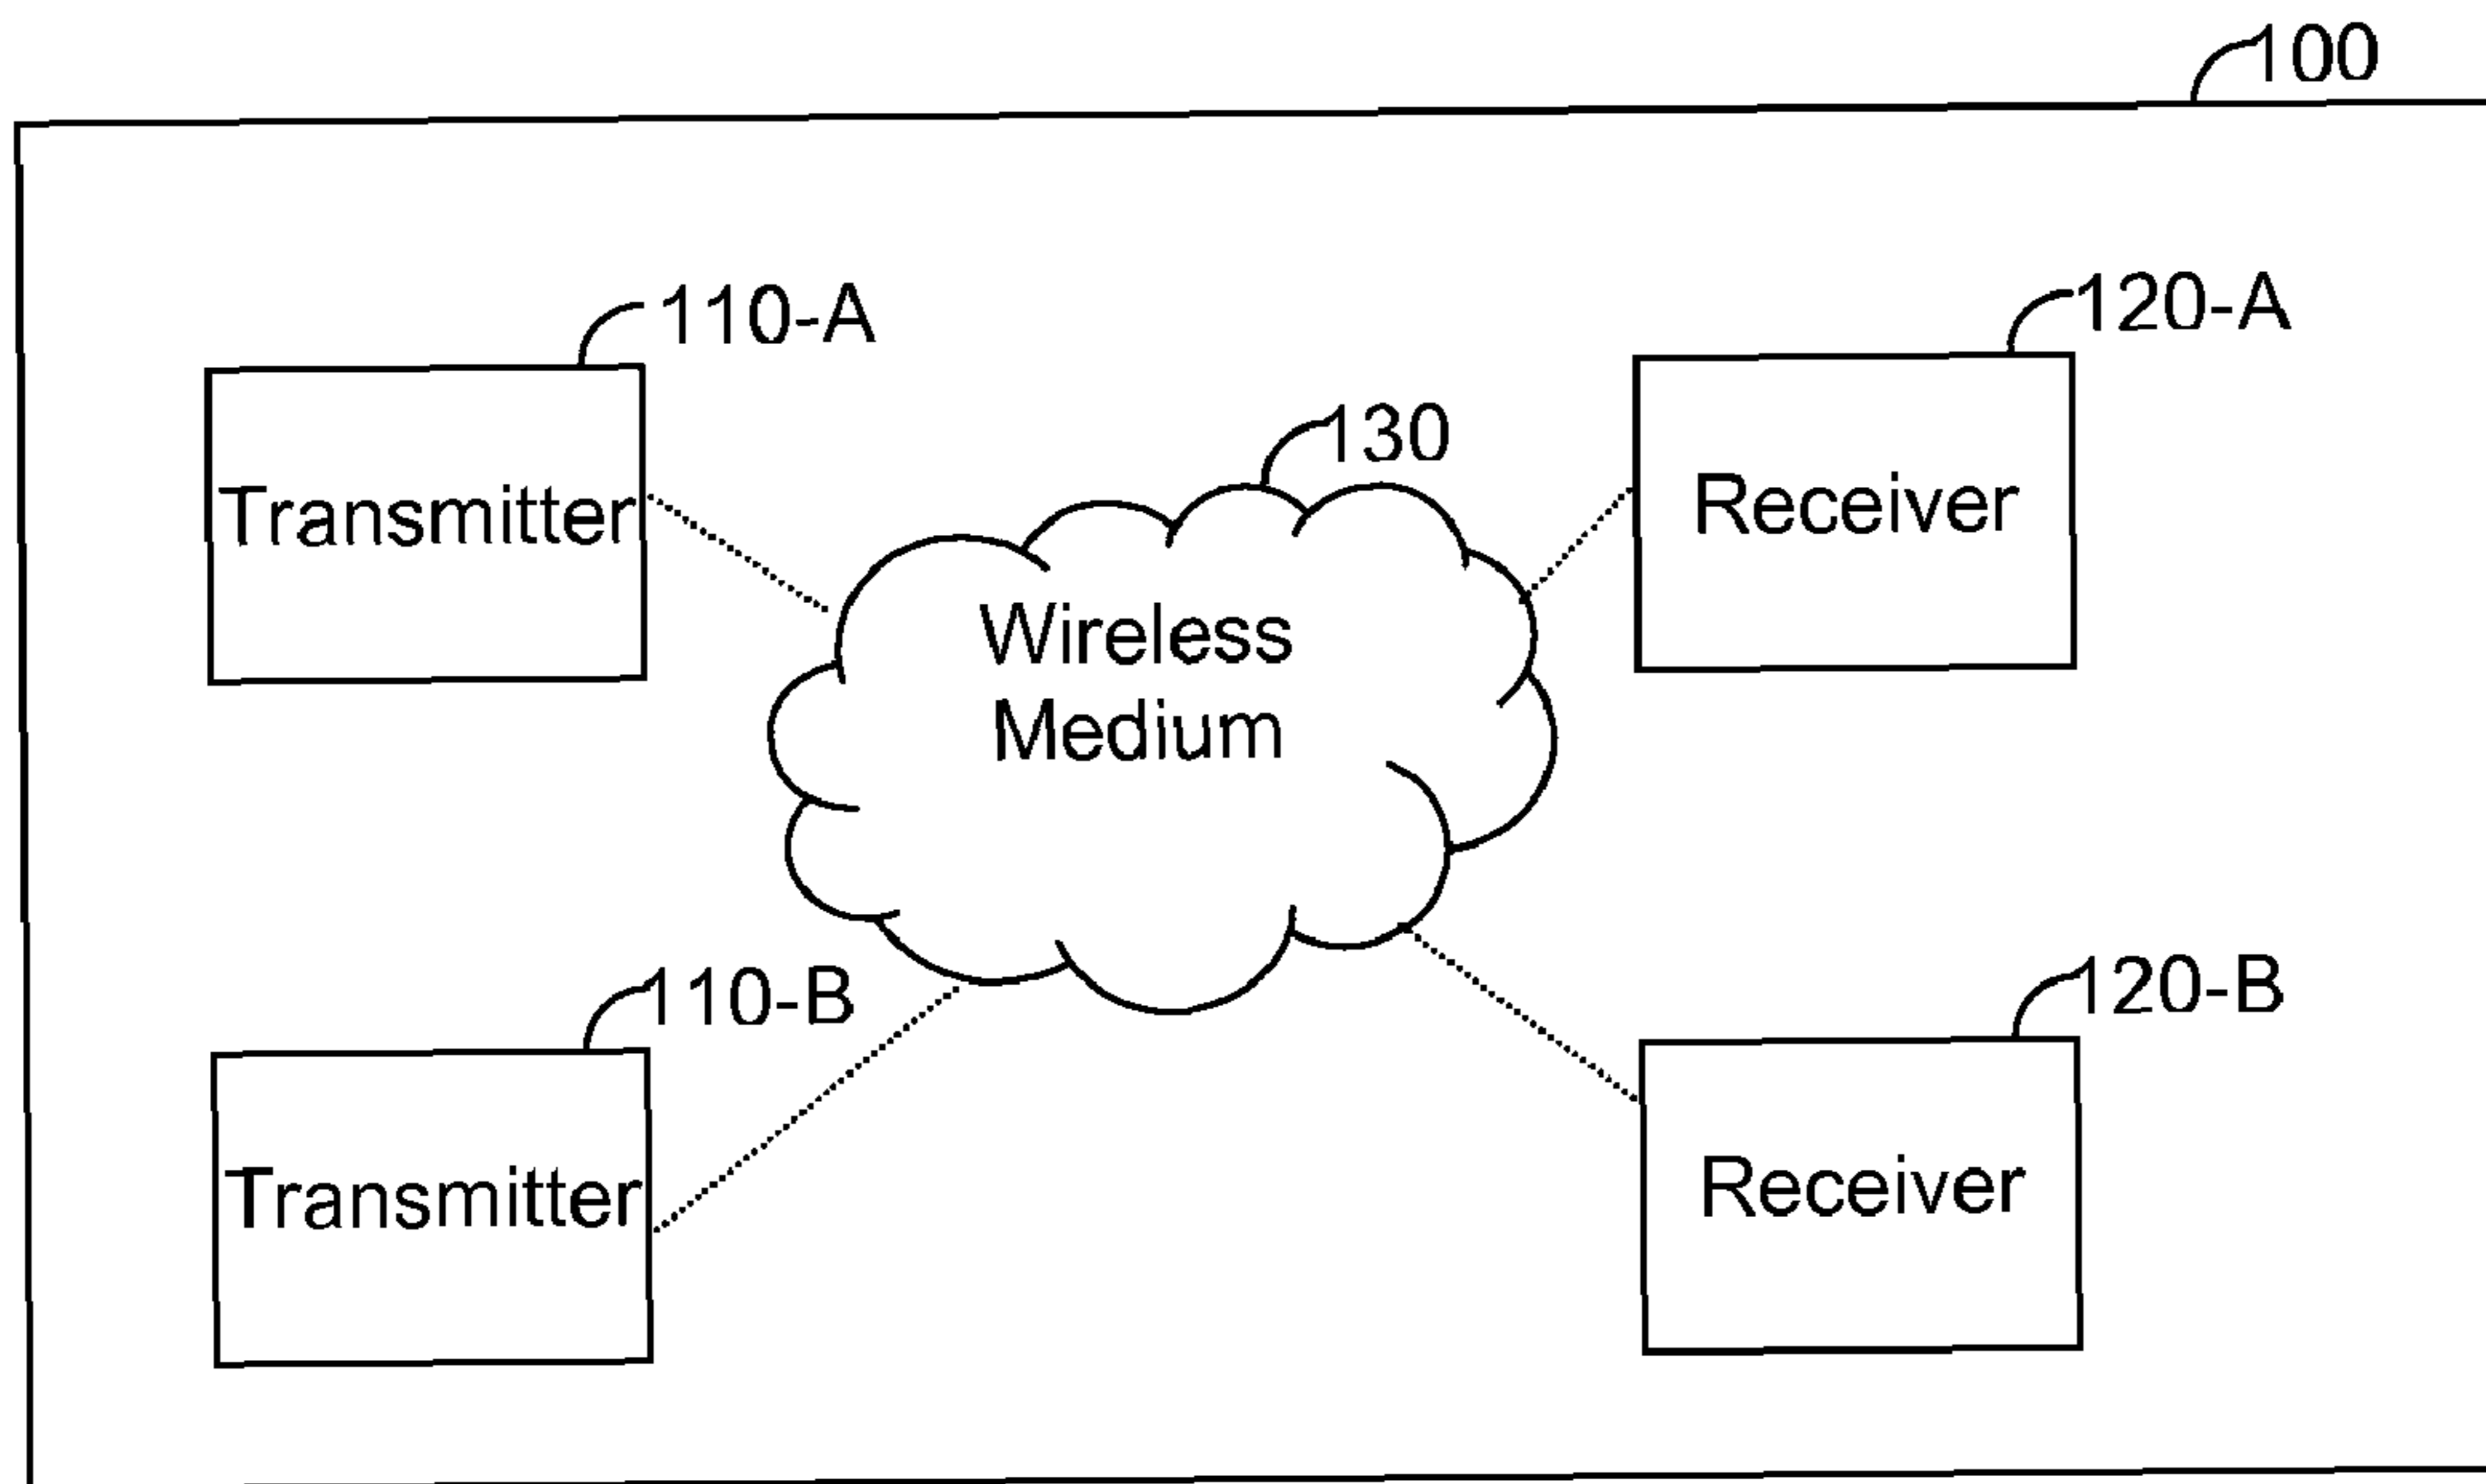 100
110-A
120-A
130
Transmitter
Receiver
Wireless
Medium
110-B
120-B
Transmitter
Receiver